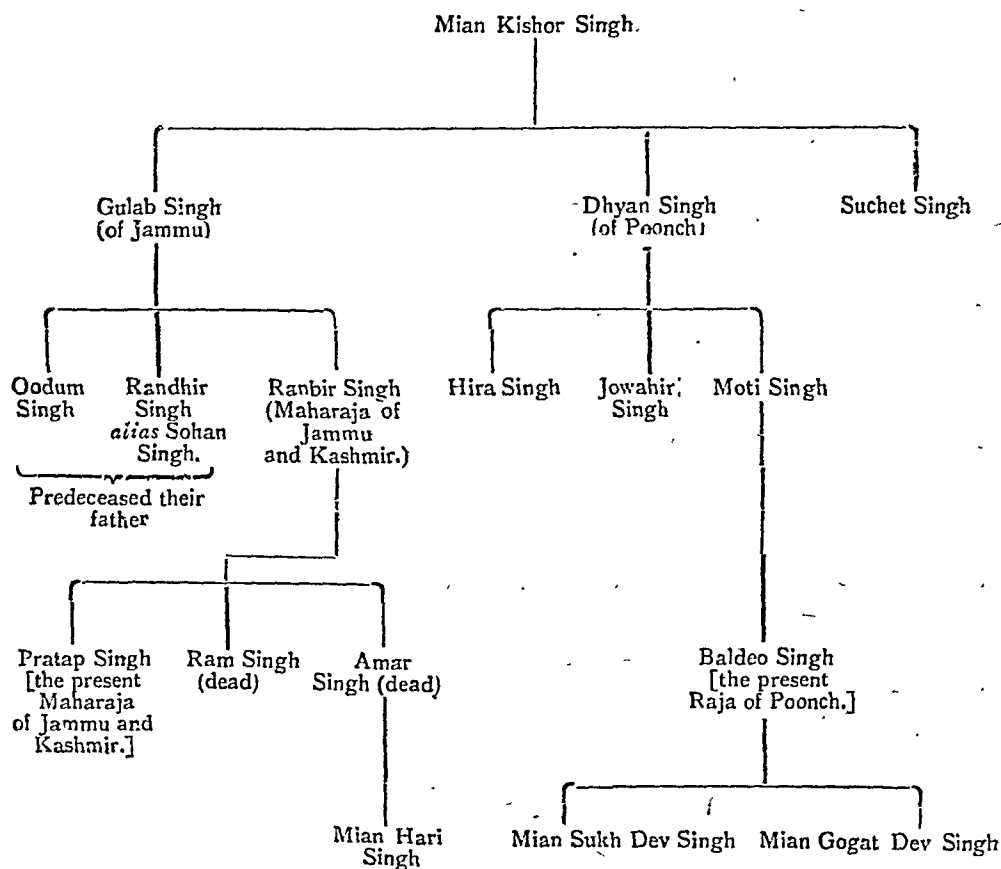 Mian Kishor Singh.
Gulab Singh
(of Jammu)
Dhyan Singh
(of Poonch)
Suchet Singh
Oodum
Singh
Randhir
Singh
alias Sohan
Singh.
Predeceased their
father
Ranbir Singh
(Maharaja of
Jammu
and Kashmir.)
Hira Singh
Jowahir
Singh
Moti Singh
Pratap Singh
[the present
Maharaja
of Jammu and
Kashmir.]
Ram Singh
(dead)
Amar
Singh (dead)
Baldeo Singh
[the present
Raja of Poonch.]
Mian Hari
Singh
Mian Sukh Dev Singh
Mian Gogat Dev Singh